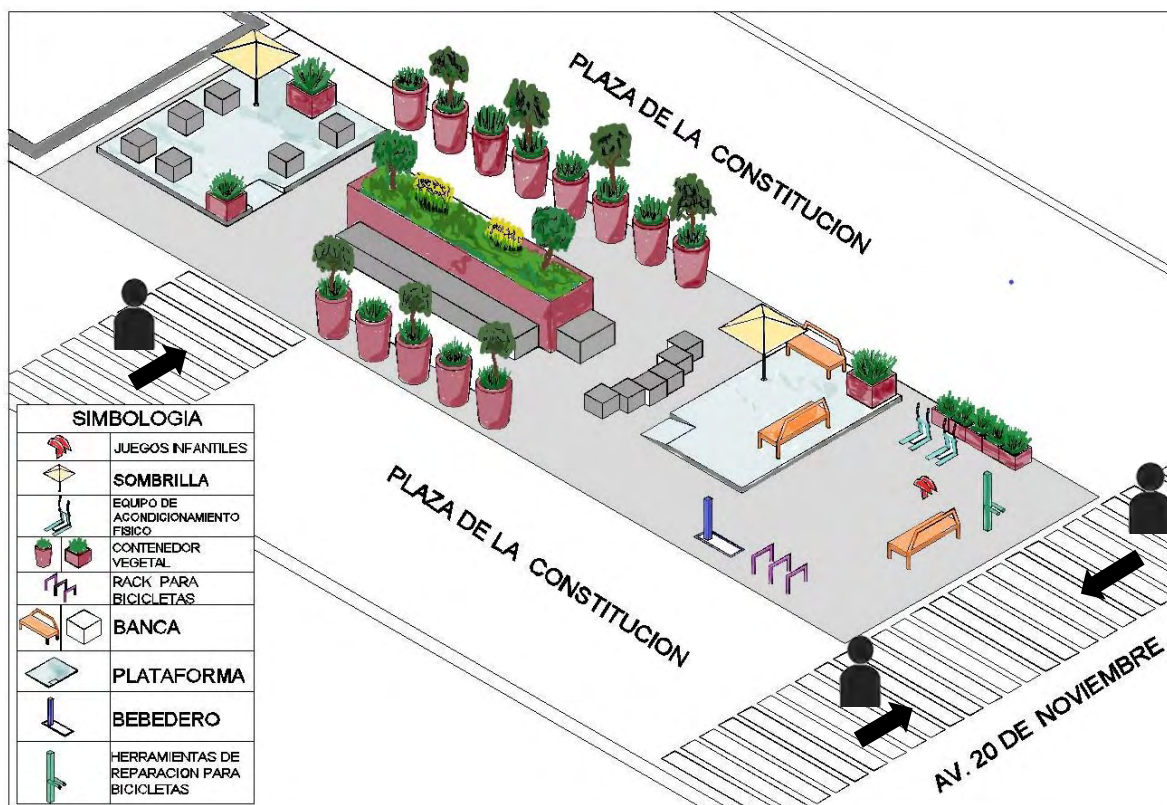 PLAZA DE LA CONSTITUCION
PLAZA DE LA CONSTITUCION
AV. 20 DE NOVIEMBRE
SIMBOLOGIA
JUEGOS INFANTILES
SOMBRILLA
EQUIPO DE
ACONDICIONAMIENTO
FISICO
CONTENEDOR
VEGETAL
RACK PARA
BICICLETAS
BANCA
PLATAFORMA
BEBEDERO
HERRAMIENTAS DE
REPARACION PARA
BICICLETAS